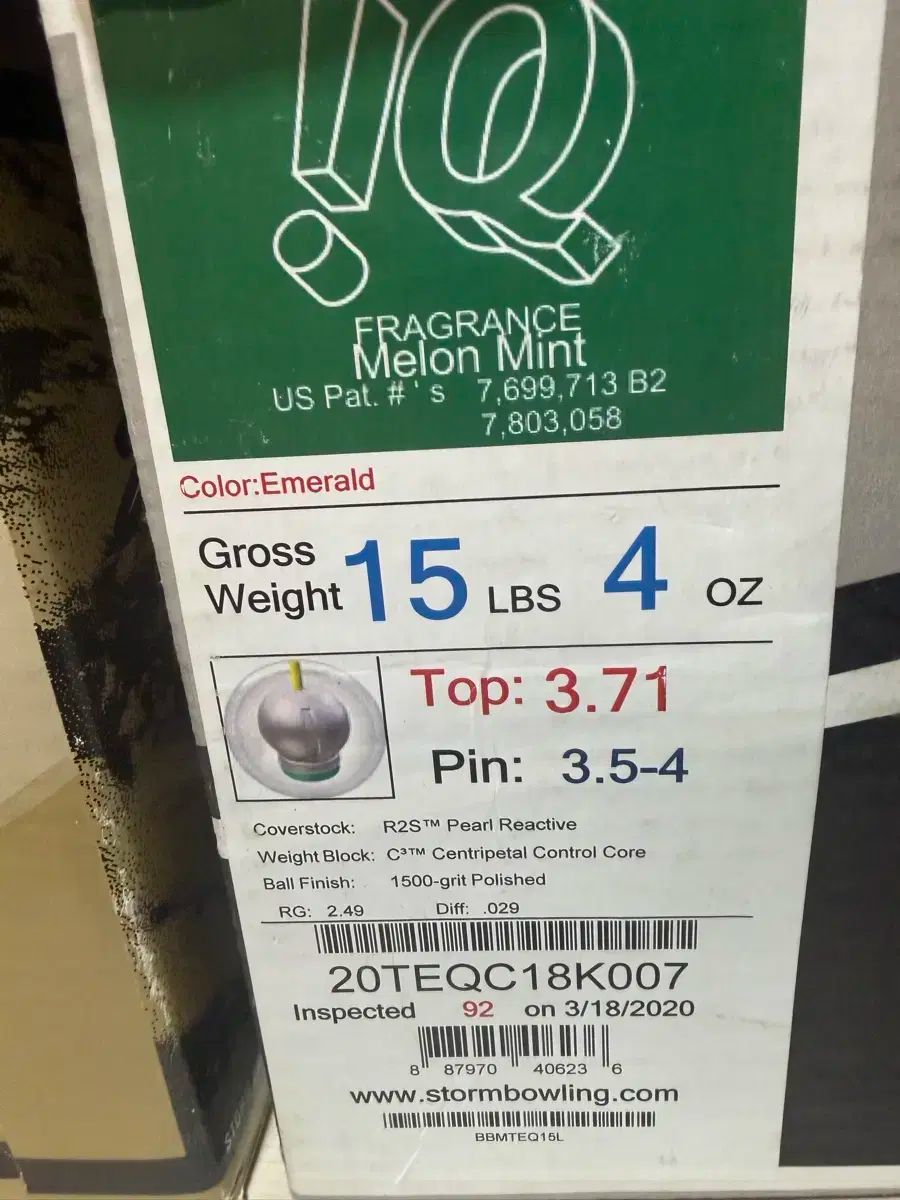 !Q
FRAGRANCE
Melon Mint
US Pat. #'s 7,699,713 B2
7,803,058
Color:Emerald
Gross Weight 15 LBS 4 OZ
Top: 3.71
Pin: 3.5-4
Coverstock: R2S™ Pearl Reactive
Weight Block: C³™ Centripetal Control Core
Ball Finish: 1500-grit Polished
RG: 2.49 Diff: .029
20TEQC18K007
Inspected 92 on 3/18/2020
8 87970 40623 6
www.stormbowling.com
BBMTEQ15L